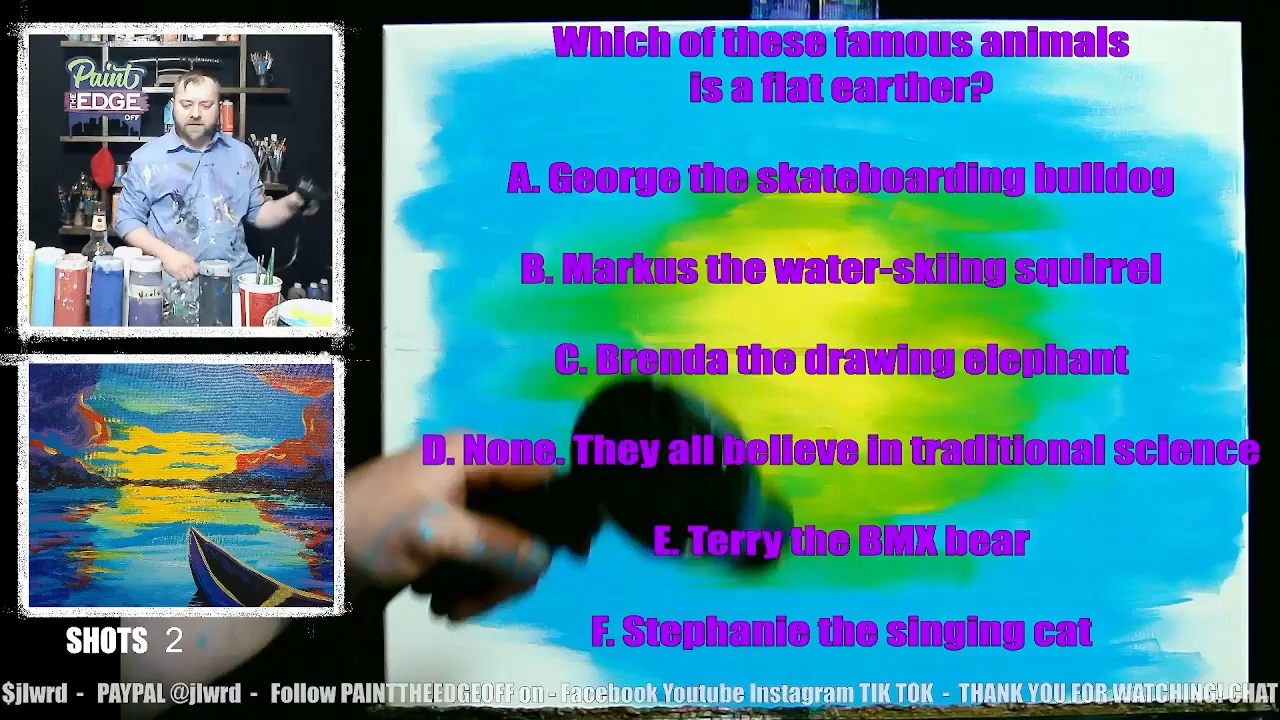 Paint
THE EDGE
OFF
Which of these famous animals
is a flat earther?
A. George the skateboarding bulldog
B. Markus the water-skiing squirrel
C. Brenda the drawing elephant
D. None. They all believe in traditional science
E. Terry the BMX bear
F. Stephanie the singing cat
SHOTS 2
$jlwrd - PAYPAL @jlwrd - Follow PAINTTHEEDGEOFF on - Facebook Youtube Instagram TIK TOK - THANK YOU FOR WATCHING! CHAT